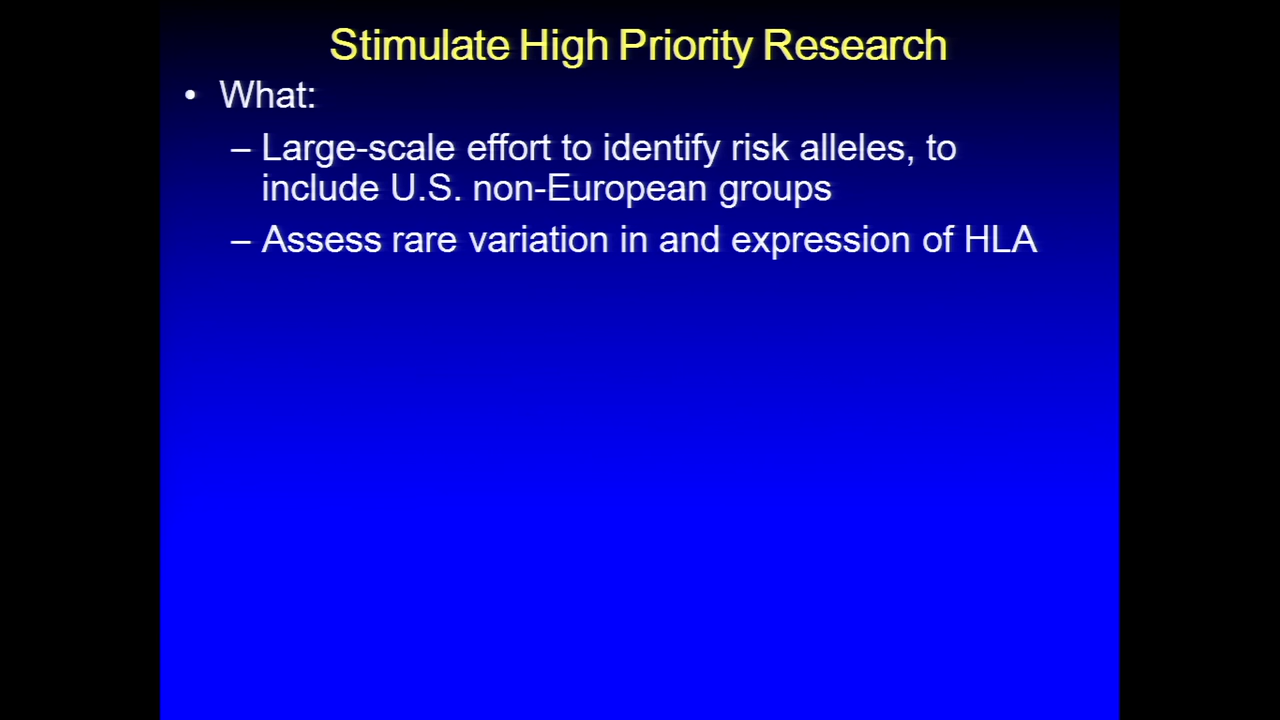 Stimulate High Priority Research
• What:
– Large-scale effort to identify risk alleles, to
include U.S. non-European groups
– Assess rare variation in and expression of HLA